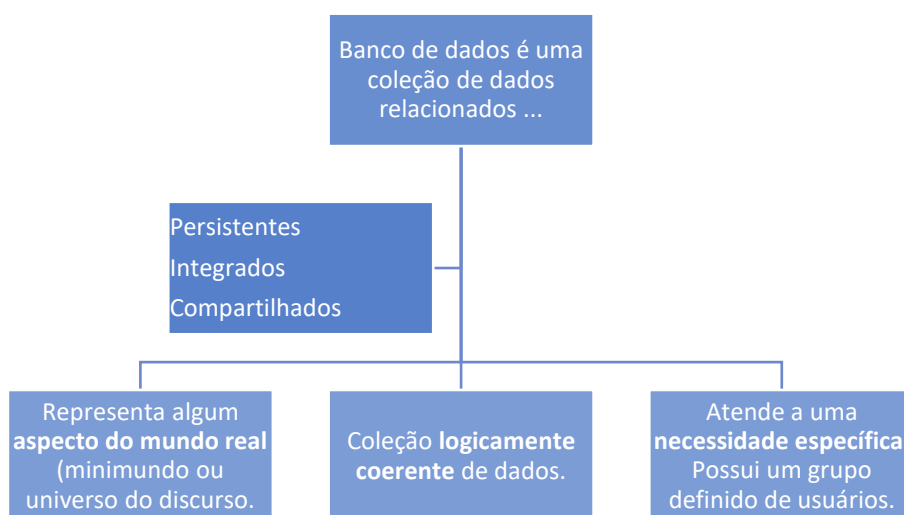 Banco de dados é uma
coleção de dados
relacionados ...
Persistentes
Integrados
Compartilhados
Representa algum
aspecto do mundo real
(minimundo ou
universo do discurso.
Coleção logicamente
coerente de dados.
Atende a uma
necessidade específica
Possui um grupo
definido de usuários.